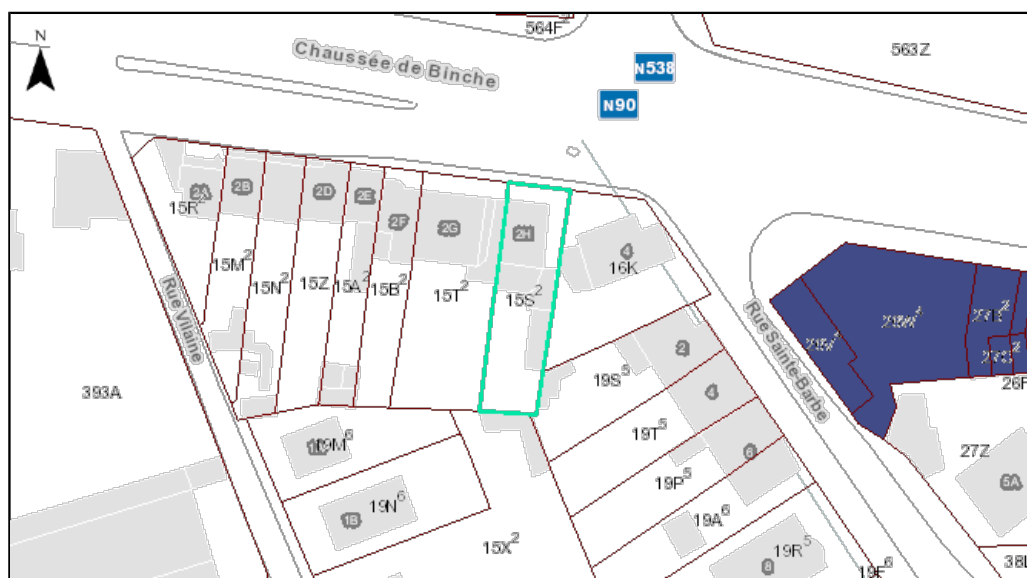 564F
563Z
Chaussée de Binche
N538
N90
N
2A
2B
2D
2E
2F
2G
2H
4
15R²
16K
15M²
15N²
15Z
15A²
15B²
15T²
15S²
Rue Vilaine
Rue Sainte-Barbe
393A
2
19S⁵
4
19T⁵
6
19P⁵
19M⁶
19N⁶
1B
15X²
19A⁶
19R⁵
8
19F⁶
27Z
5A